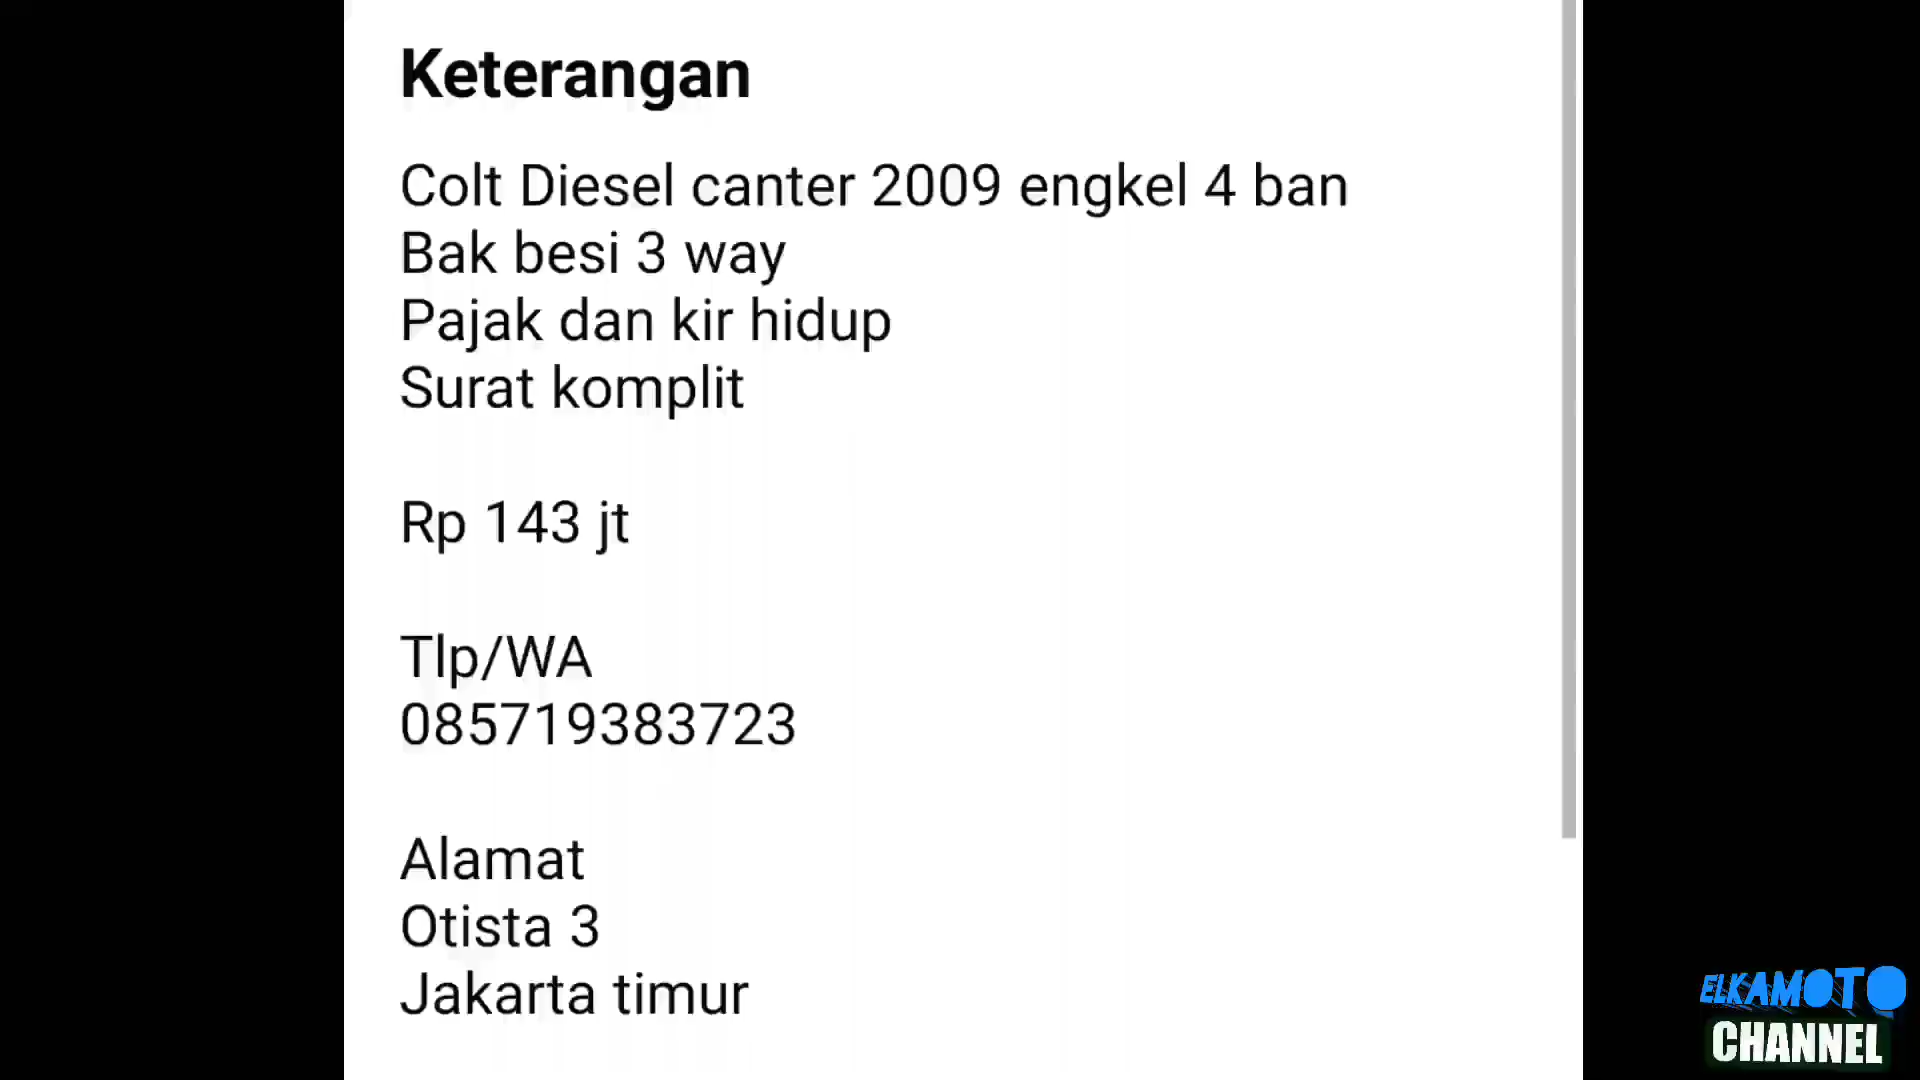 Keterangan
Colt Diesel canter 2009 engkel 4 ban
Bak besi 3 way
Pajak dan kir hidup
Surat komplit
Rp 143 jt
Tlp/WA
085719383723
Alamat
Otista 3
Jakarta timur
ELKAMOTO
CHANNEL